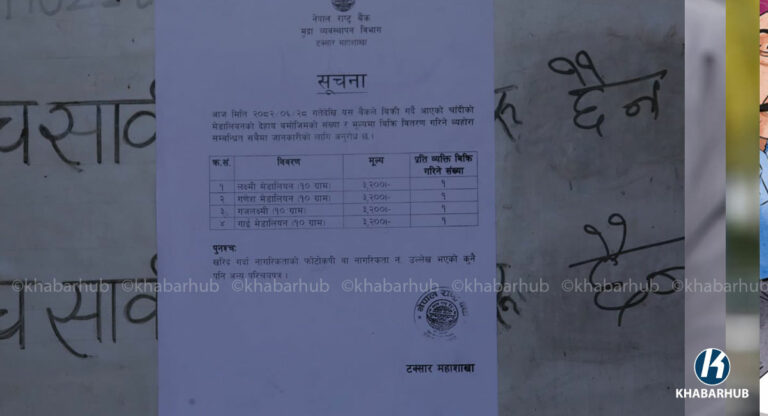 नेपाल राष्ट्र बैंक
मुद्रा व्यवस्थापन विभाग
टक्सार महाशाखा
सूचना
आज मिति २०८२/०६/२८ गतेदेखि यस बैंकले बिक्री गर्दै आएको चाँदीको
मेडालियनको देहाय बमोजिमको संख्या र मूल्यमा बिक्रि वितरण गरिने व्यहोरा
सम्बन्धित सबैमा जानकारीको लागि अनुरोध छ ।
क्र.सं. विवरण मूल्य प्रति व्यक्ति बिक्रि गरिने संख्या
१ लक्ष्मी मेडालियन (१० ग्राम) ३,२००/- १
२ गणेश मेडालियन (१० ग्राम) ३,२००/- १
३ गजलक्ष्मी (१० ग्राम) ३,२००/- १
४ गाई मेडालियन (१० ग्राम) ३,२००/- १
पुनश्चः
खरिद गर्दा नागरिकताको फोटोकपी वा नागरिकता नं. उल्लेख भएको कुनै
पनि अन्य परिचयपत्र ।
टक्सार महाशाखा
छैन
छैन
©khabarhub ©khabarhub ©khabarhub ©khabarhub ©khabarhub ©khabarhub
KHABARHUB